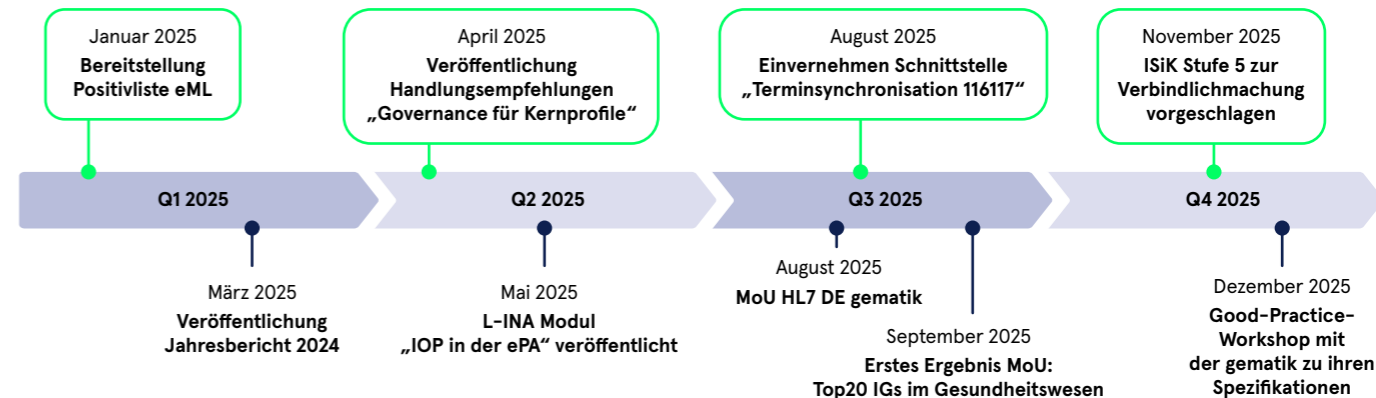 Januar 2025
Bereitstellung
Positivliste eML
April 2025
Veröffentlichung
Handlungsempfehlungen
„Governance für Kernprofile“
August 2025
Einvernehmen Schnittstelle
„Terminsynchronisation 116117“
November 2025
ISiK Stufe 5 zur
Verbindlichmachung
vorgeschlagen
Q1 2025
Q2 2025
Q3 2025
Q4 2025
März 2025
Veröffentlichung
Jahresbericht 2024
Mai 2025
L-INA Modul
„IOP in der ePA“ veröffentlicht
August 2025
MoU HL7 DE gematik
September 2025
Erstes Ergebnis MoU:
Top20 IGs im Gesundheitswesen
Dezember 2025
Good-Practice-
Workshop mit
der gematik zu ihren
Spezifikationen